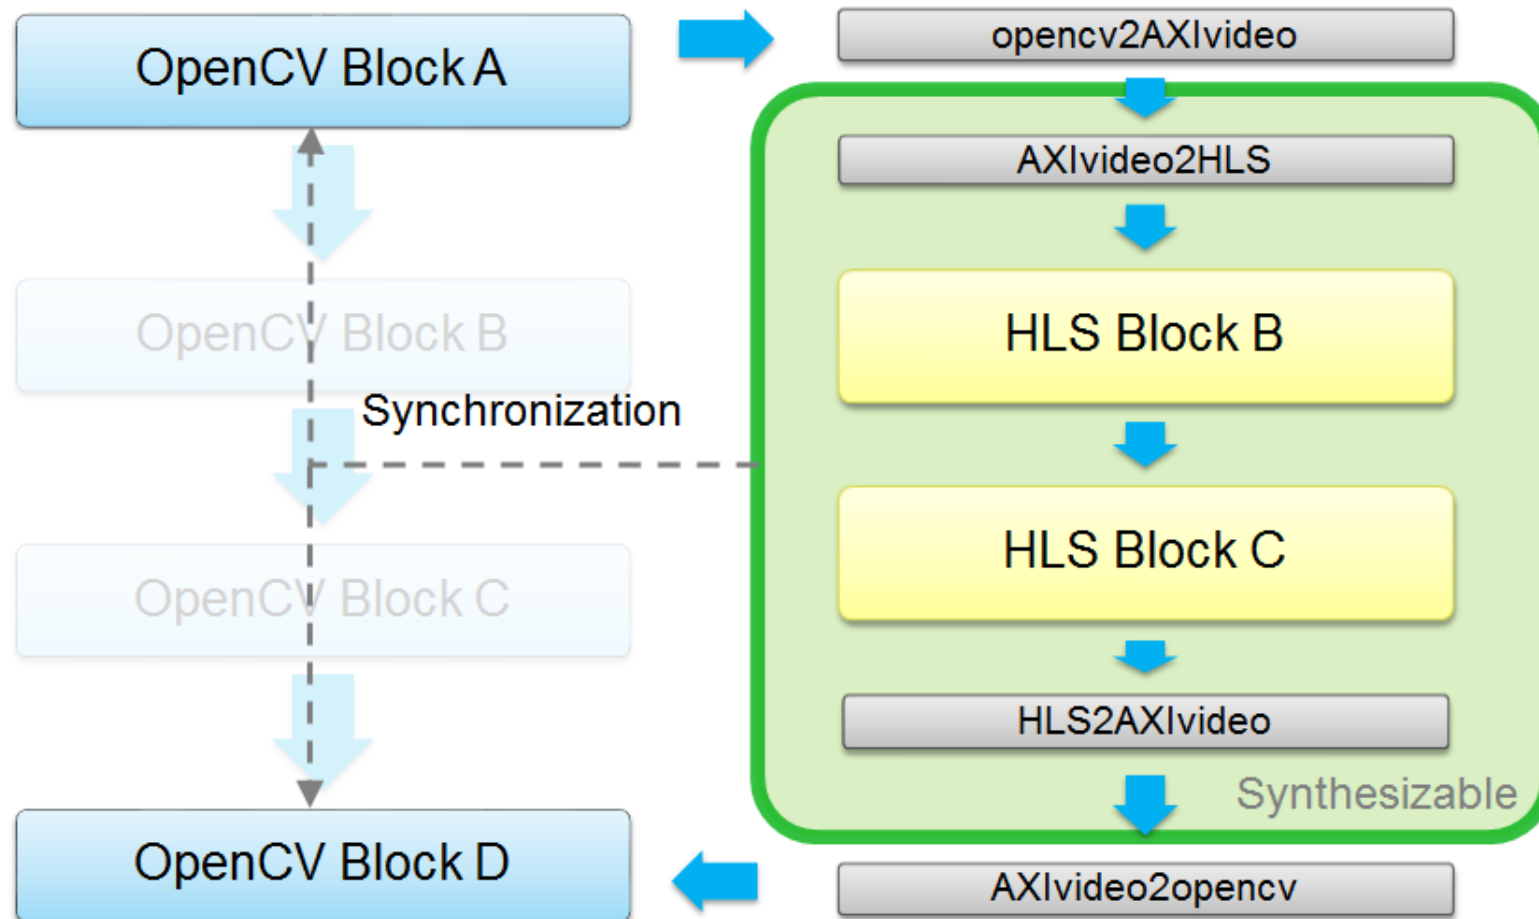 OpenCV Block A
OpenCV Block B
Synchronization
OpenCV Block C
OpenCV Block D
opencv2AXIvideo
AXIvideo2HLS
HLS Block B
HLS Block C
HLS2AXIvideo
Synthesizable
AXIvideo2opencv